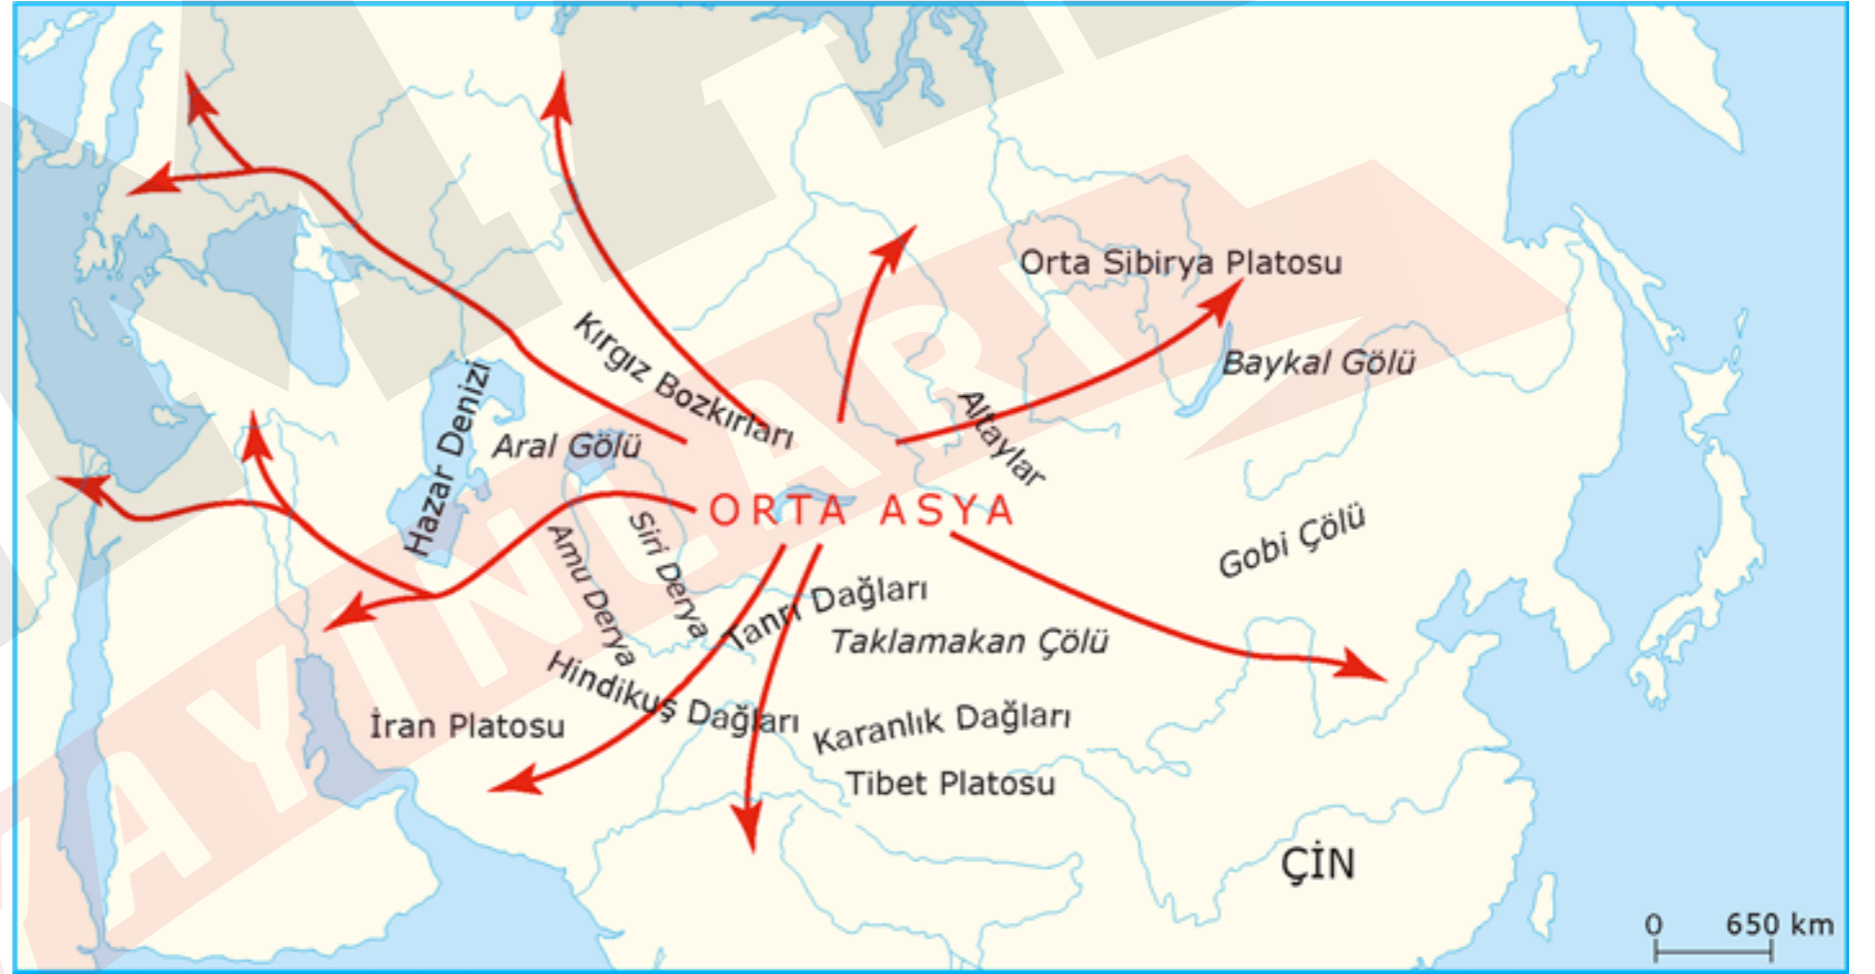 Orta Sibirya Platosu
Kırgız Bozkırları
Baykal Gölü
Hazar Denizi
Aral Gölü
Altaylar
ORTA ASYA
Gobi Çölü
Amu Derya
Siri Derya
Tanrı Dağları
Taklamakan Çölü
Hindikuş Dağları
İran Platosu
Karanlık Dağları
Tibet Platosu
ÇİN
0 650 km
YAYINLARI